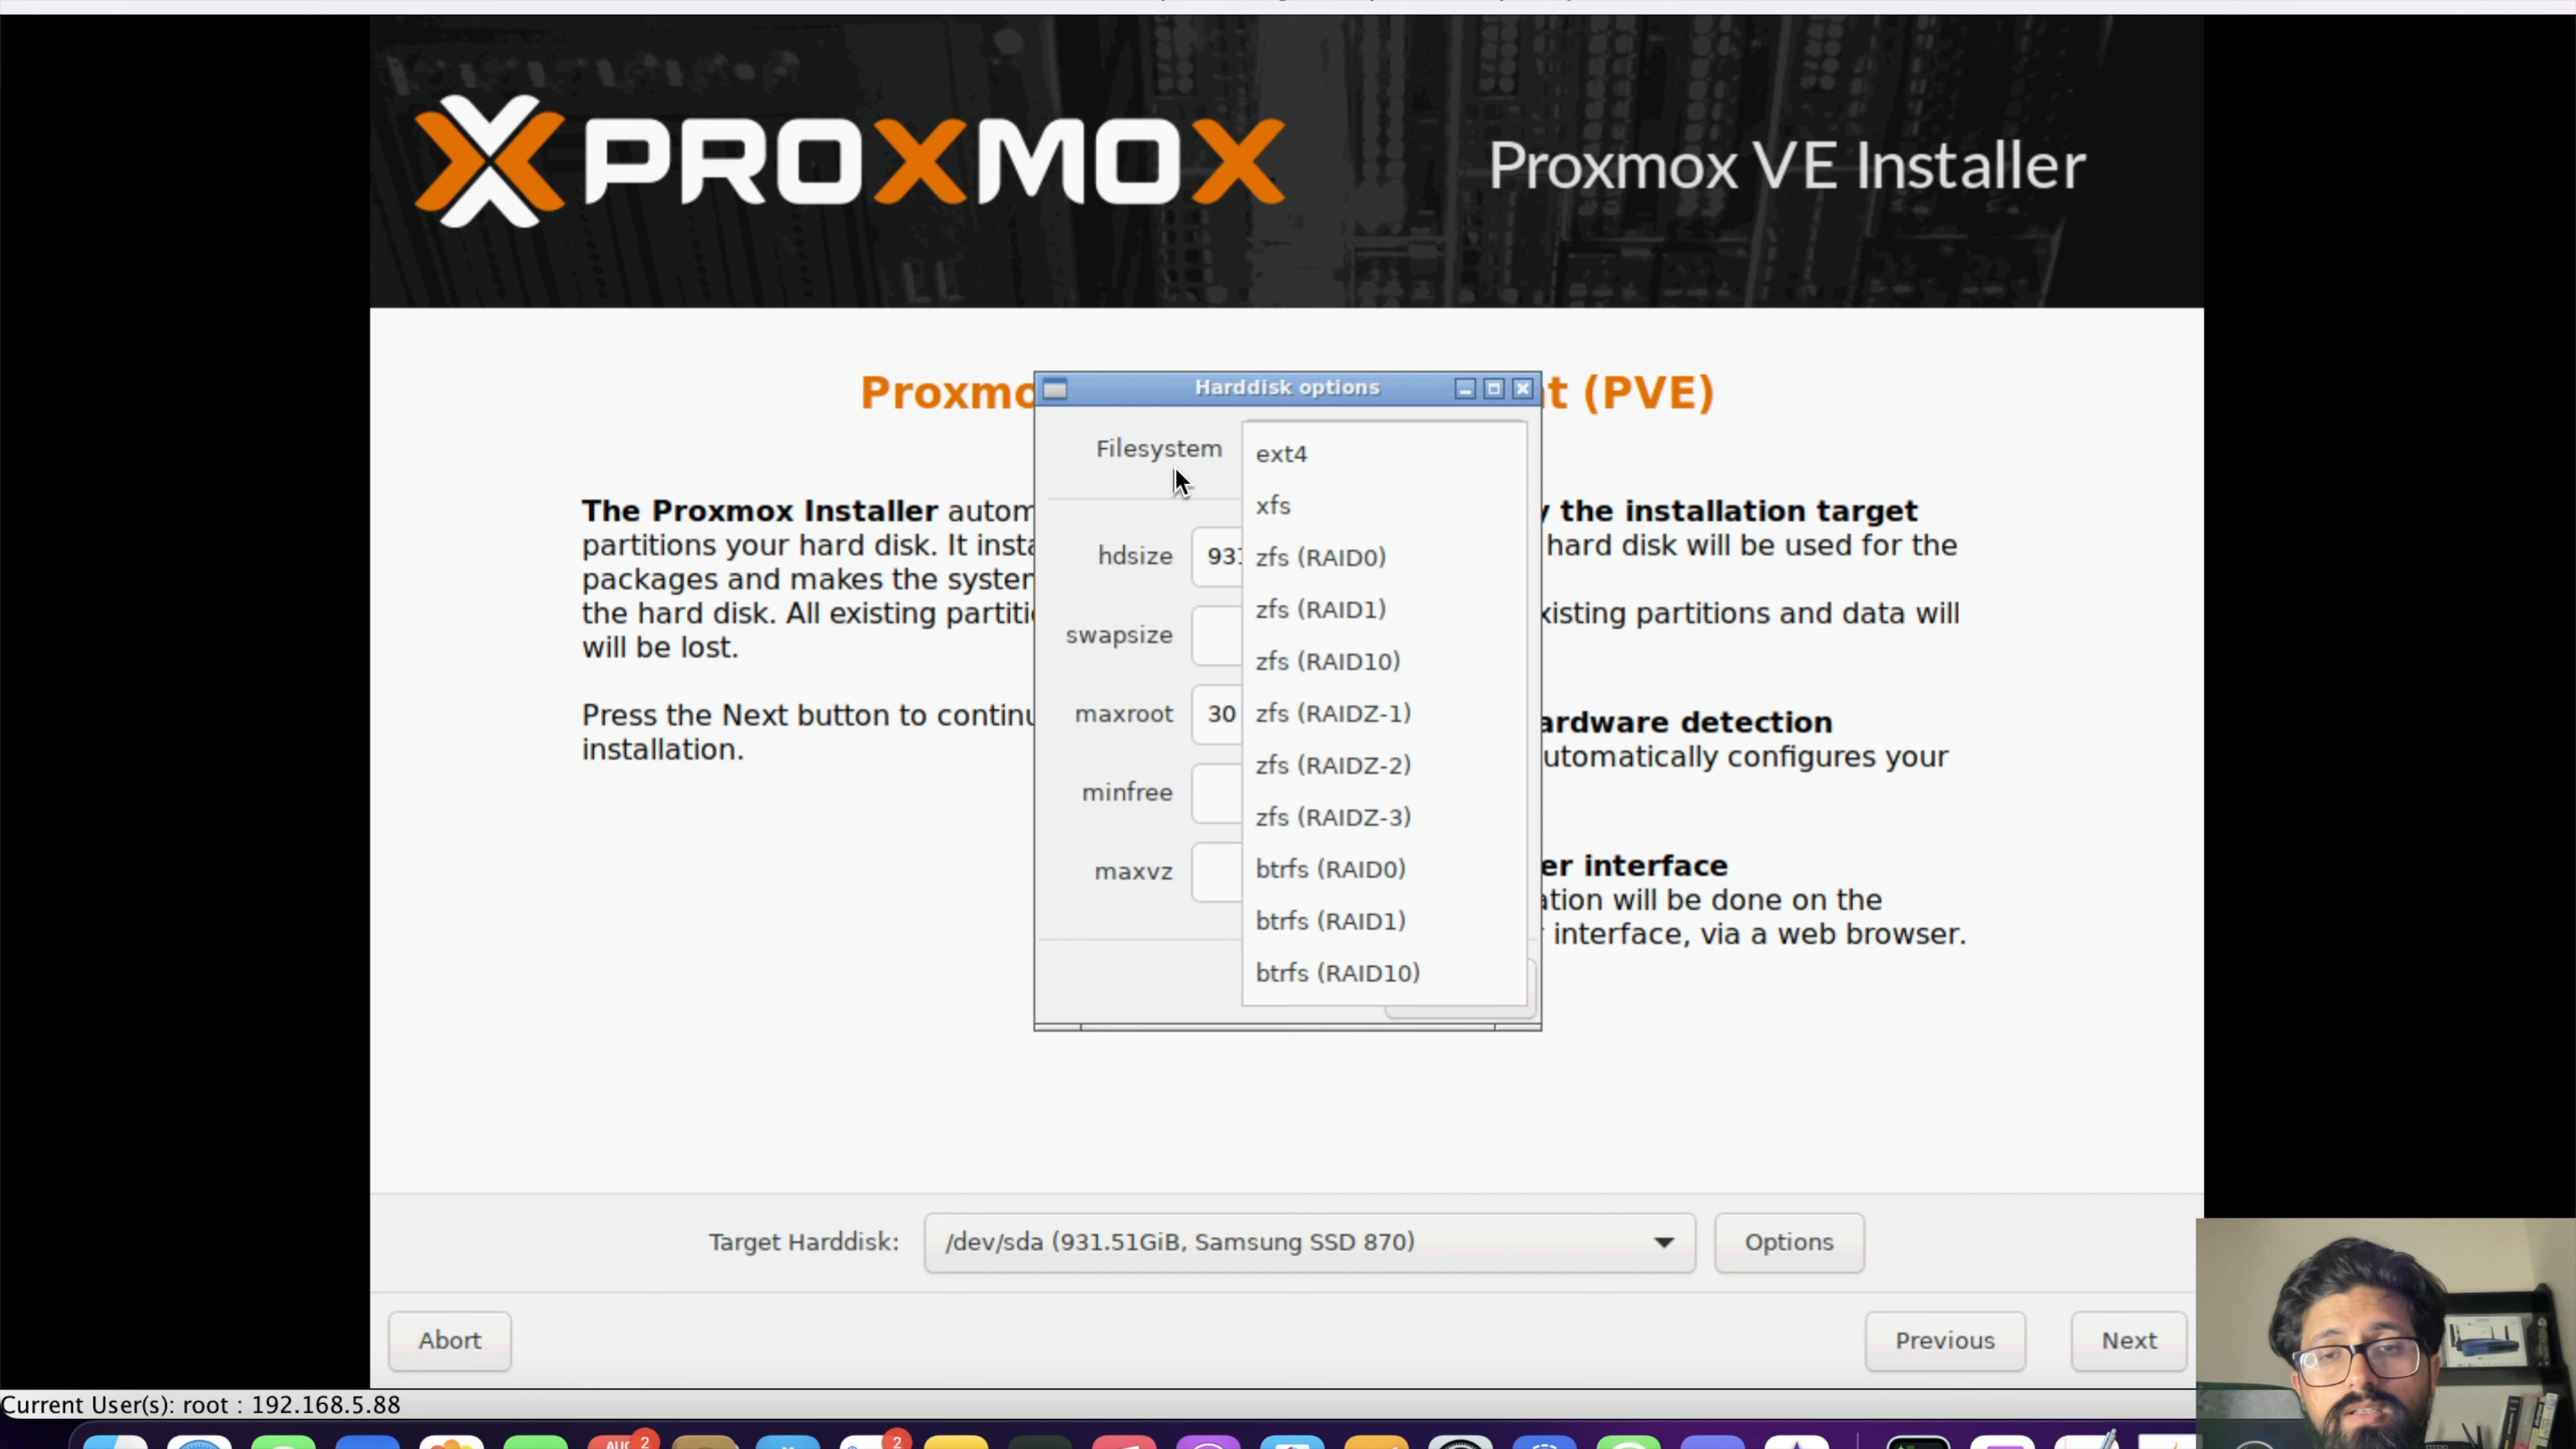 PROXMOX
Proxmox VE Installer
Proxmo
t (PVE)
Harddisk options
Filesystem
ext4
xfs
zfs (RAID0)
zfs (RAID1)
zfs (RAID10)
zfs (RAIDZ-1)
zfs (RAIDZ-2)
zfs (RAIDZ-3)
btrfs (RAID0)
btrfs (RAID1)
btrfs (RAID10)
hdsize 931
swapsize
maxroot 30
minfree
maxvz
The Proxmox Installer autom
partitions your hard disk. It insta
packages and makes the system
the hard disk. All existing partiti
will be lost.
Press the Next button to continu
installation.
y the installation target
hard disk will be used for the
xisting partitions and data will
ardware detection
utomatically configures your
er interface
ation will be done on the
interface, via a web browser.
Target Harddisk: /dev/sda (931.51GiB, Samsung SSD 870) Options
Abort Previous Next
Current User(s): root : 192.168.5.88
AUG 2
2